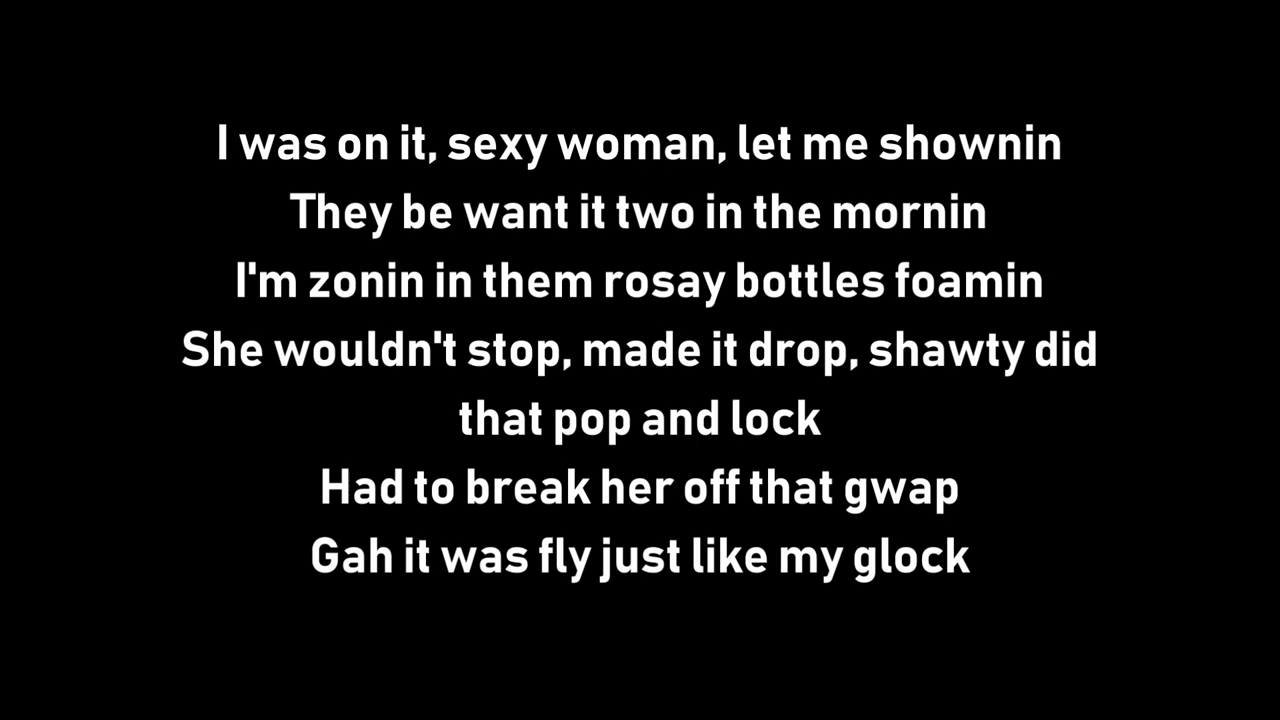 I was on it, sexy woman, let me shownin
They be want it two in the mornin
I'm zonin in them rosay bottles foamin
She wouldn't stop, made it drop, shawty did
that pop and lock
Had to break her off that gwap
Gah it was fly just like my glock